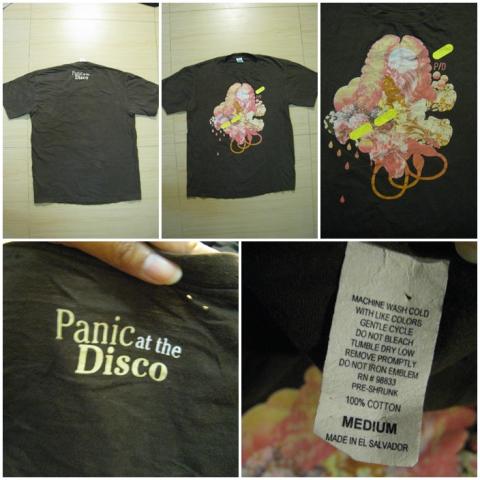 Panic at the
Disco
P/D
Panic at the
Disco
MACHINE WASH COLD
WITH LIKE COLORS
GENTLE CYCLE
DO NOT BLEACH
TUMBLE DRY LOW
REMOVE PROMPTLY
DO NOT IRON EMBLEM
RN # 98833
PRE-SHRUNK
100% COTTON
MEDIUM
MADE IN EL SALVADOR